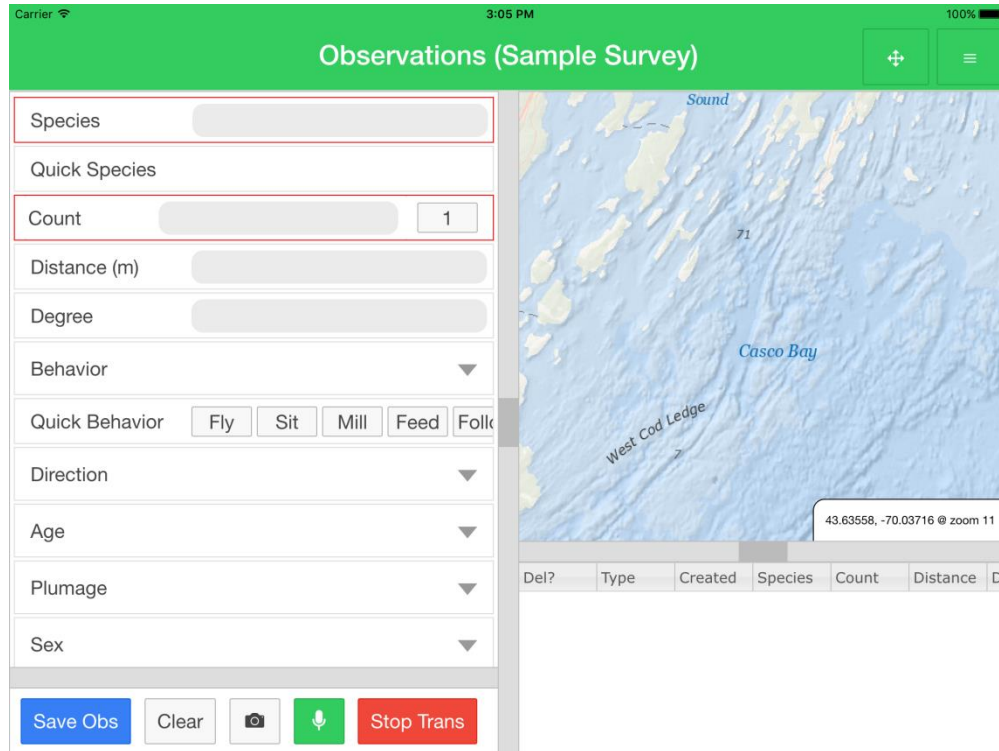 Carrier 3:05 PM 100%
Observations (Sample Survey)
Species
Quick Species
Count 1
Distance (m)
Degree
Behavior
Quick Behavior Fly Sit Mill Feed Follo
Direction
Age
Plumage
Sex
Save Obs Clear Stop Trans
Sound
71
Casco Bay
West Cod Ledge
7
43.63558, -70.03716 @ zoom 11
Del? Type Created Species Count Distance D